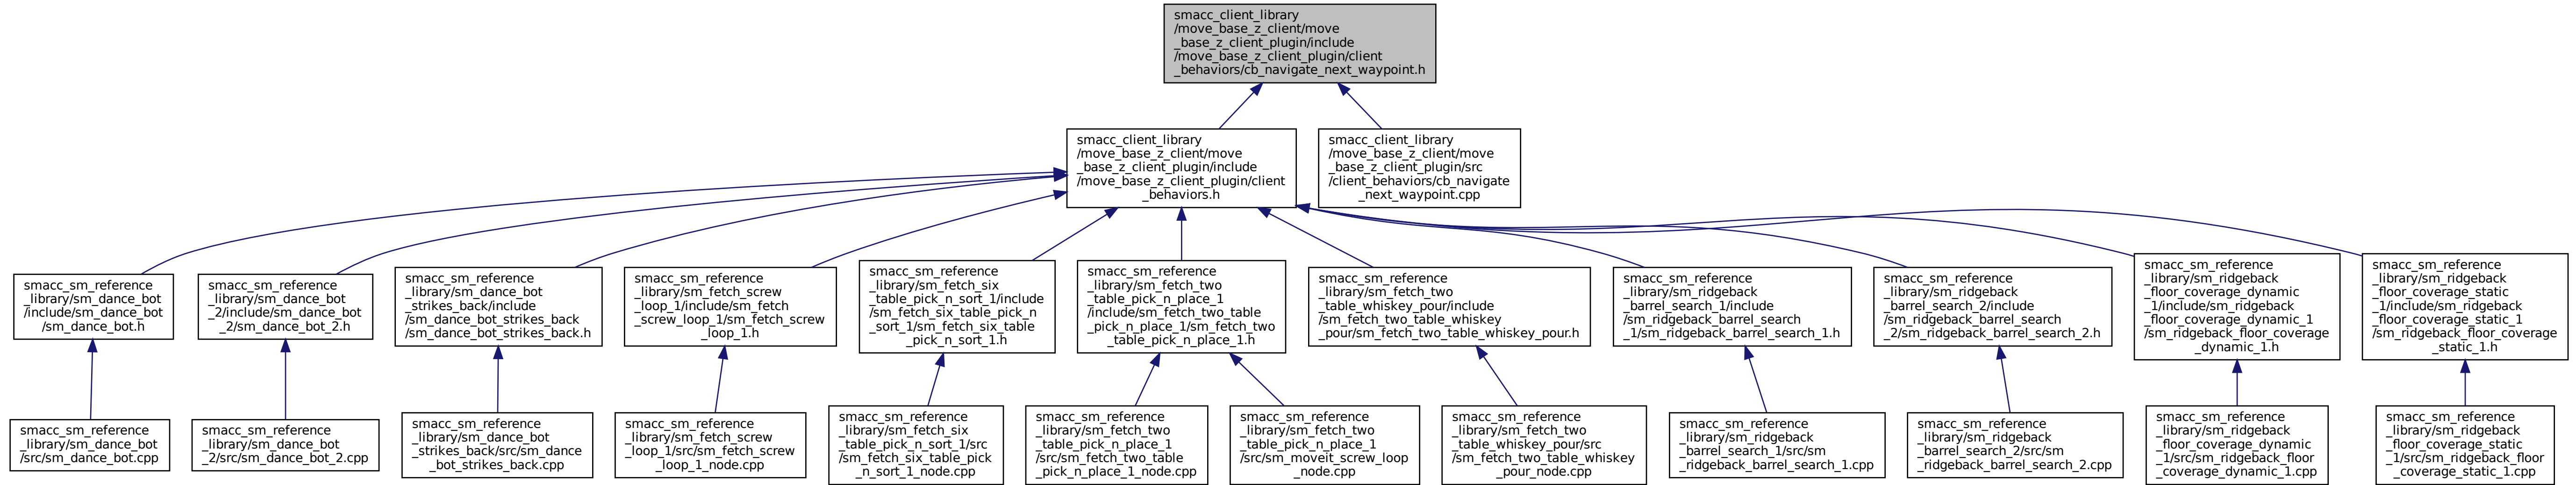 smacc_client_library
/move_base_z_client/move
_base_z_client_plugin/include
/move_base_z_client_plugin/client
_behaviors/cb_navigate_next_waypoint.h
smacc_client_library
/move_base_z_client/move
_base_z_client_plugin/include
/move_base_z_client_plugin/client
_behaviors.h
smacc_client_library
/move_base_z_client/move
_base_z_client_plugin/src
/client_behaviors/cb_navigate
_next_waypoint.cpp
smacc_sm_reference
_library/sm_dance_bot
/include/sm_dance_bot
/sm_dance_bot.h
smacc_sm_reference
_library/sm_dance_bot
_2/include/sm_dance_bot
_2/sm_dance_bot_2.h
smacc_sm_reference
_library/sm_dance_bot
_strikes_back/include
/sm_dance_bot_strikes_back
/sm_dance_bot_strikes_back.h
smacc_sm_reference
_library/sm_fetch_screw
_loop_1/include/sm_fetch
_screw_loop_1/sm_fetch_screw
_loop_1.h
smacc_sm_reference
_library/sm_fetch_six
_table_pick_n_sort_1/include
/sm_fetch_six_table_pick_n
_sort_1/sm_fetch_six_table
_pick_n_sort_1.h
smacc_sm_reference
_library/sm_fetch_two
_table_pick_n_place_1
/include/sm_fetch_two_table
_pick_n_place_1/sm_fetch_two
_table_pick_n_place_1.h
smacc_sm_reference
_library/sm_fetch_two
_table_whiskey_pour/include
/sm_fetch_two_table_whiskey
_pour/sm_fetch_two_table_whiskey_pour.h
smacc_sm_reference
_library/sm_ridgeback
_barrel_search_1/include
/sm_ridgeback_barrel_search
_1/sm_ridgeback_barrel_search_1.h
smacc_sm_reference
_library/sm_ridgeback
_barrel_search_2/include
/sm_ridgeback_barrel_search
_2/sm_ridgeback_barrel_search_2.h
smacc_sm_reference
_library/sm_ridgeback
_floor_coverage_dynamic
_1/include/sm_ridgeback
_floor_coverage_dynamic_1
/sm_ridgeback_floor_coverage
_dynamic_1.h
smacc_sm_reference
_library/sm_ridgeback
_floor_coverage_static
_1/include/sm_ridgeback
_floor_coverage_static_1
/sm_ridgeback_floor_coverage
_static_1.h
smacc_sm_reference
_library/sm_dance_bot
/src/sm_dance_bot.cpp
smacc_sm_reference
_library/sm_dance_bot
_2/src/sm_dance_bot_2.cpp
smacc_sm_reference
_library/sm_dance_bot
_strikes_back/src/sm_dance
_bot_strikes_back.cpp
smacc_sm_reference
_library/sm_fetch_screw
_loop_1/src/sm_fetch_screw
_loop_1_node.cpp
smacc_sm_reference
_library/sm_fetch_six
_table_pick_n_sort_1/src
/sm_fetch_six_table_pick
_n_sort_1_node.cpp
smacc_sm_reference
_library/sm_fetch_two
_table_pick_n_place_1
/src/sm_fetch_two_table
_pick_n_place_1_node.cpp
smacc_sm_reference
_library/sm_fetch_two
_table_pick_n_place_1
/src/sm_moveit_screw_loop
_node.cpp
smacc_sm_reference
_library/sm_fetch_two
_table_whiskey_pour/src
/sm_fetch_two_table_whiskey
_pour_node.cpp
smacc_sm_reference
_library/sm_ridgeback
_barrel_search_1/src/sm
_ridgeback_barrel_search_1.cpp
smacc_sm_reference
_library/sm_ridgeback
_barrel_search_2/src/sm
_ridgeback_barrel_search_2.cpp
smacc_sm_reference
_library/sm_ridgeback
_floor_coverage_dynamic
_1/src/sm_ridgeback_floor
_coverage_dynamic_1.cpp
smacc_sm_reference
_library/sm_ridgeback
_floor_coverage_static
_1/src/sm_ridgeback_floor
_coverage_static_1.cpp